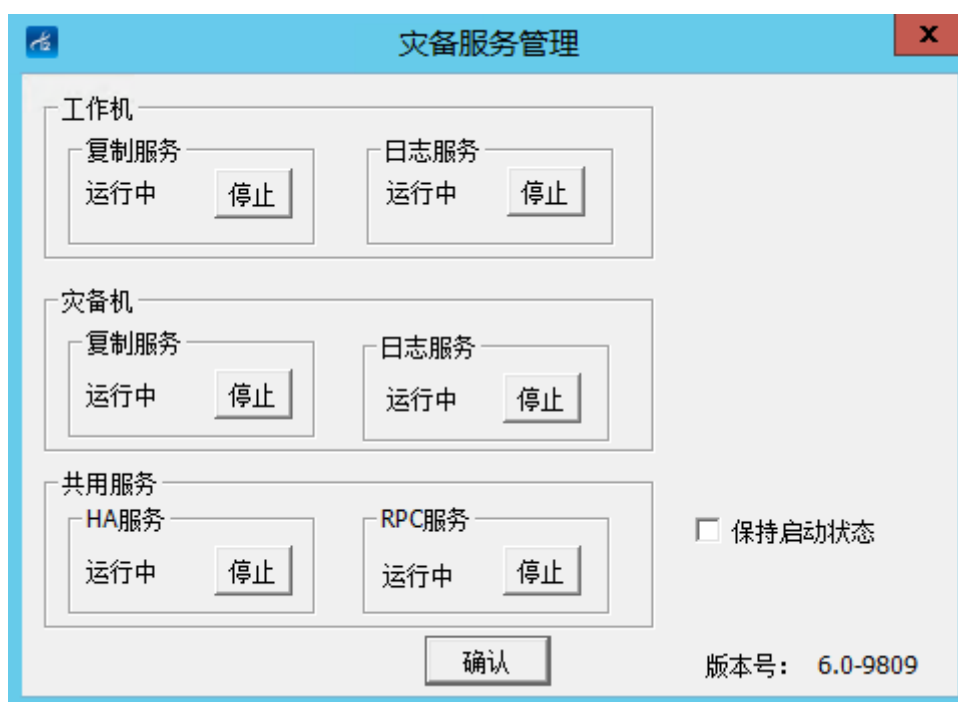 灾备服务管理
工作机
复制服务 日志服务
运行中 停止 运行中 停止
灾备机
复制服务 日志服务
运行中 停止 运行中 停止
共用服务
HA服务 RPC服务
保持启动状态
运行中 停止 运行中 停止
确认
版本号： 6.0-9809